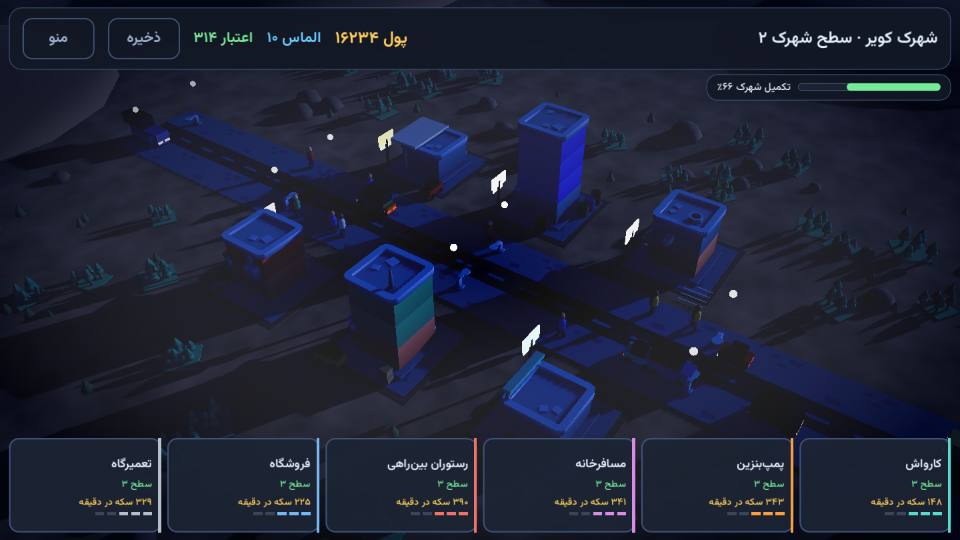 شهرک کویر · سطح شهرک ۲
پول ۱۶۲۳۴
الماس ۱۰
اعتبار ۳۱۴
ذخیره
منو
تکمیل شهرک ۶۶٪
کارواش
سطح ۳
۱۴۸ سکه در دقیقه
پمپ‌بنزین
سطح ۳
۳۴۳ سکه در دقیقه
مسافرخانه
سطح ۳
۳۴۱ سکه در دقیقه
رستوران بین‌راهی
سطح ۳
۳۹۰ سکه در دقیقه
فروشگاه
سطح ۳
۲۲۵ سکه در دقیقه
تعمیرگاه
سطح ۳
۳۲۹ سکه در دقیقه